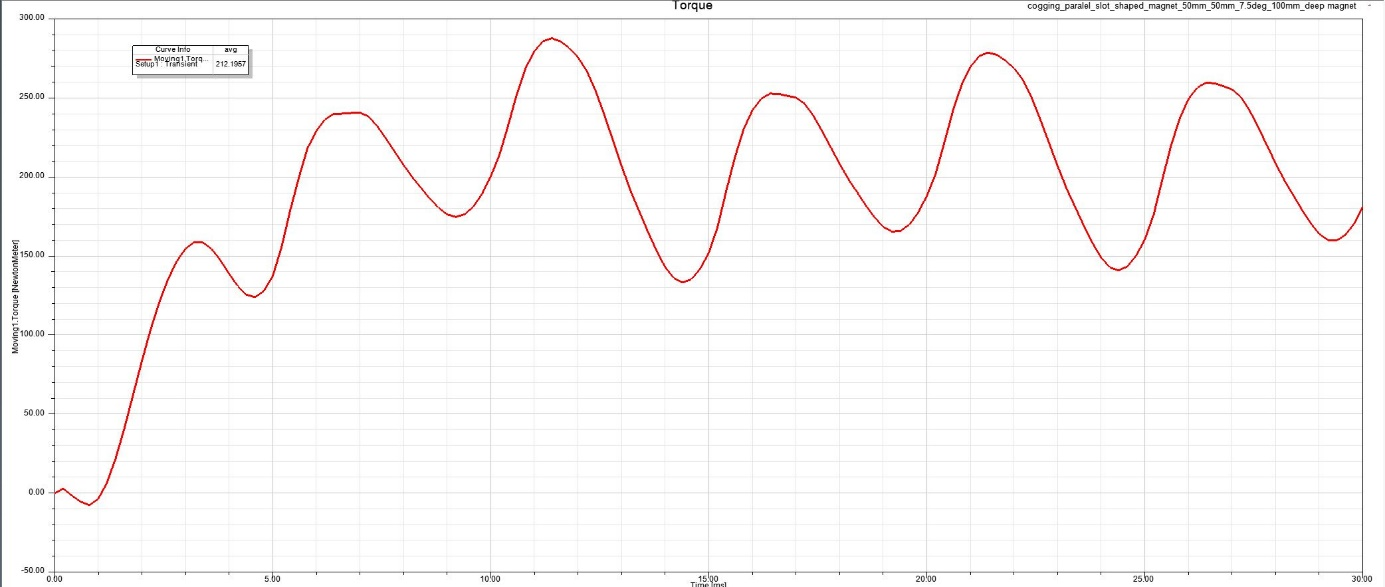 Torque
cogging_paralel_slot_shaped_magnet_50mm_50mm_7.5deg_100mm_deep magnet
Curve Info avg
Moving1.Torq...
Setup1 : Transient 212.1957
300.00
250.00
200.00
150.00
100.00
50.00
0.00
-50.00
Moving1.Torque [NewtonMeter]
0.00 5.00 10.00 15.00 20.00 25.00 30.00
Time [ms]